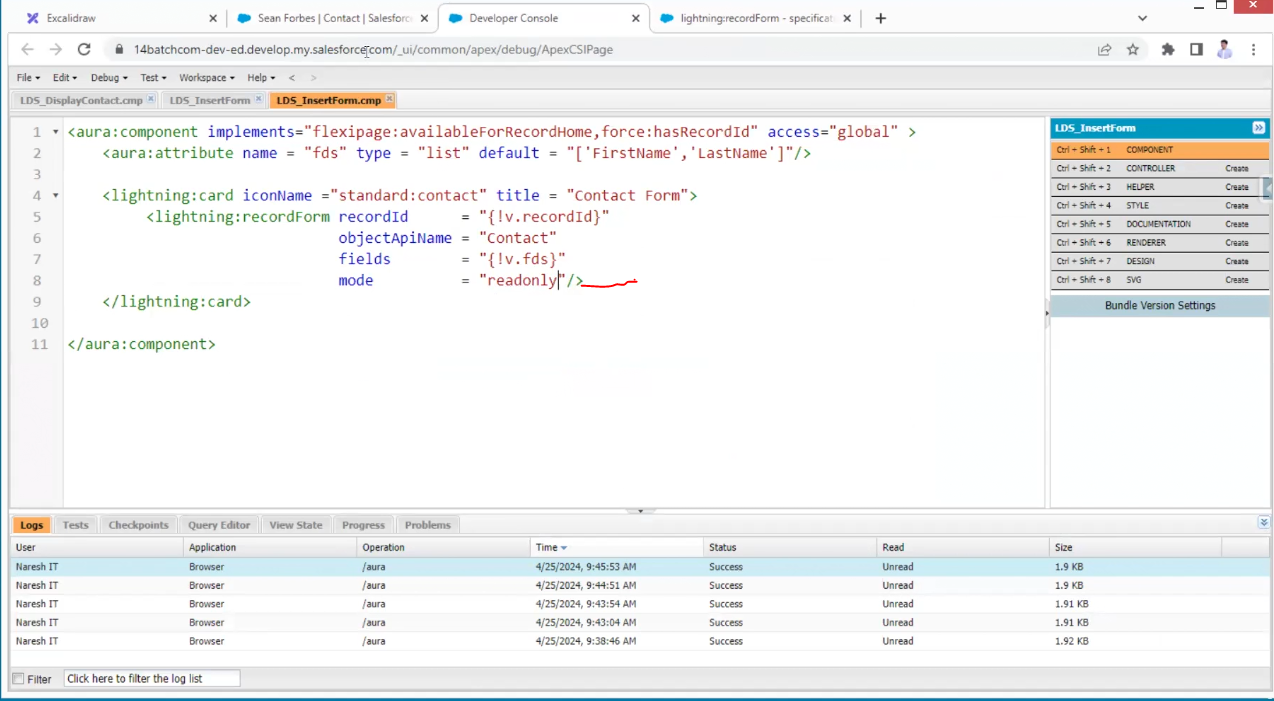 Excalidraw
Sean Forbes | Contact | Salesforc
Developer Console
lightning:recordForm - specificat
14batchcom-dev-ed.develop.my.salesforce.com/_ui/common/apex/debug/ApexCSIPage
File Edit Debug Test Workspace Help < >
LDS_DisplayContact.cmp LDS_InsertForm LDS_InsertForm.cmp
1 <aura:component implements="flexipage:availableForRecordHome,force:hasRecordId" access="global" >
2 <aura:attribute name = "fds" type = "list" default = "['FirstName','LastName']"/>
3
4 <lightning:card iconName ="standard:contact" title = "Contact Form">
5 <lightning:recordForm recordId = "{!v.recordId}"
6 objectApiName = "Contact"
7 fields = "{!v.fds}"
8 mode = "readonly"/>
9 </lightning:card>
10
11 </aura:component>
LDS_InsertForm
Ctrl + Shift + 1 COMPONENT
Ctrl + Shift + 2 CONTROLLER Create
Ctrl + Shift + 3 HELPER Create
Ctrl + Shift + 4 STYLE Create
Ctrl + Shift + 5 DOCUMENTATION Create
Ctrl + Shift + 6 RENDERER Create
Ctrl + Shift + 7 DESIGN Create
Ctrl + Shift + 8 SVG Create
Bundle Version Settings
Logs Tests Checkpoints Query Editor View State Progress Problems
User Application Operation Time Status Read Size
Naresh IT Browser /aura 4/25/2024, 9:45:53 AM Success Unread 1.9 KB
Naresh IT Browser /aura 4/25/2024, 9:44:51 AM Success Unread 1.9 KB
Naresh IT Browser /aura 4/25/2024, 9:43:54 AM Success Unread 1.91 KB
Naresh IT Browser /aura 4/25/2024, 9:43:04 AM Success Unread 1.91 KB
Naresh IT Browser /aura 4/25/2024, 9:38:46 AM Success Unread 1.92 KB
Filter Click here to filter the log list